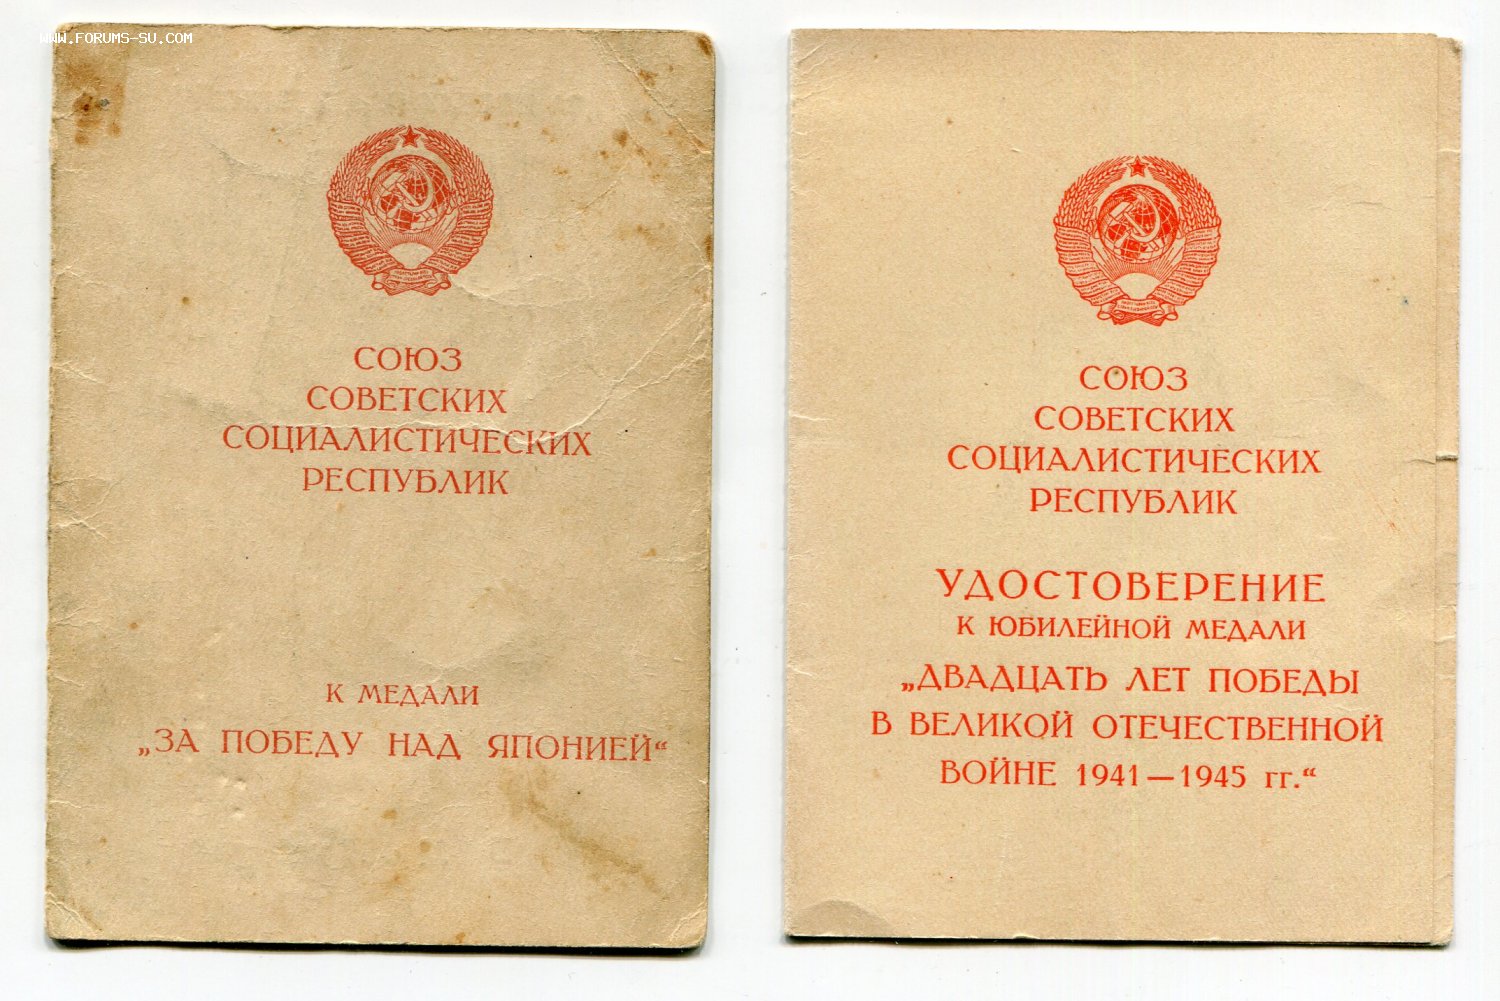 WWW.FORUMS-SU.COM
СОЮЗ
СОВЕТСКИХ
СОЦИАЛИСТИЧЕСКИХ
РЕСПУБЛИК
К МЕДАЛИ
„ЗА ПОБЕДУ НАД ЯПОНИЕЙ“
СОЮЗ
СОВЕТСКИХ
СОЦИАЛИСТИЧЕСКИХ
РЕСПУБЛИК
УДОСТОВЕРЕНИЕ
К ЮБИЛЕЙНОЙ МЕДАЛИ
„ДВАДЦАТЬ ЛЕТ ПОБЕДЫ
В ВЕЛИКОЙ ОТЕЧЕСТВЕННОЙ
ВОЙНЕ 1941—1945 гг.“